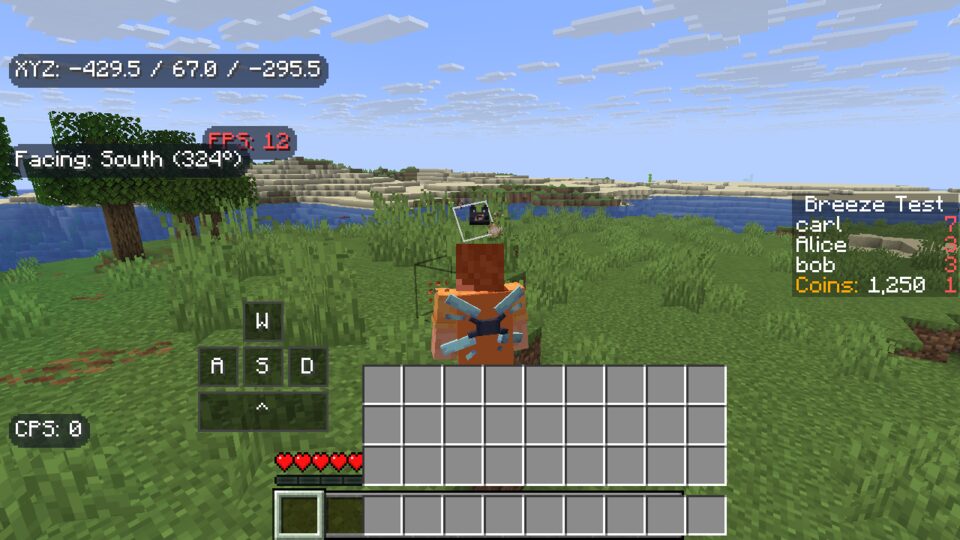 XYZ: -429.5 / 67.0 / -295.5
FPS: 12
Facing: South (324°)
Breeze Test
carl 7
Alice
bob 3
Coins: 1,250 1
W
A S D
^
CPS: 0